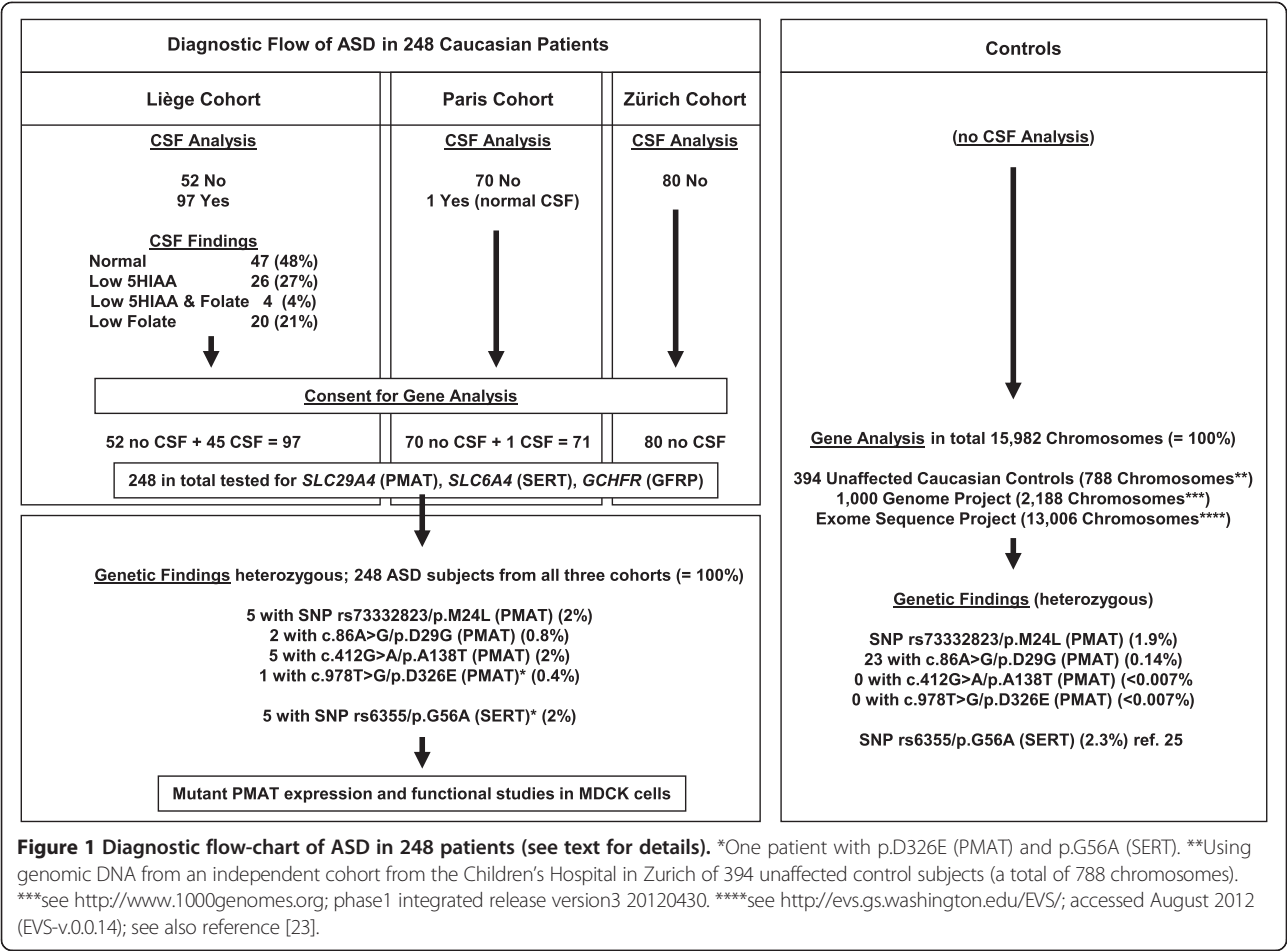 Diagnostic Flow of ASD in 248 Caucasian Patients
Liège Cohort
CSF Analysis
52 No
97 Yes
CSF Findings
Normal 47 (48%)
Low 5HIAA 26 (27%)
Low 5HIAA & Folate 4 (4%)
Low Folate 20 (21%)
Paris Cohort
CSF Analysis
70 No
1 Yes (normal CSF)
Zürich Cohort
CSF Analysis
80 No
Consent for Gene Analysis
52 no CSF + 45 CSF = 97
70 no CSF + 1 CSF = 71
80 no CSF
248 in total tested for SLC29A4 (PMAT), SLC6A4 (SERT), GCHFR (GFRP)
Genetic Findings heterozygous; 248 ASD subjects from all three cohorts (= 100%)
5 with SNP rs73332823/p.M24L (PMAT) (2%)
2 with c.86A>G/p.D29G (PMAT) (0.8%)
5 with c.412G>A/p.A138T (PMAT) (2%)
1 with c.978T>G/p.D326E (PMAT)* (0.4%)
5 with SNP rs6355/p.G56A (SERT)* (2%)
Mutant PMAT expression and functional studies in MDCK cells
Controls
(no CSF Analysis)
Gene Analysis in total 15,982 Chromosomes (= 100%)
394 Unaffected Caucasian Controls (788 Chromosomes**)
1,000 Genome Project (2,188 Chromosomes***)
Exome Sequence Project (13,006 Chromosomes****)
Genetic Findings (heterozygous)
SNP rs73332823/p.M24L (PMAT) (1.9%)
23 with c.86A>G/p.D29G (PMAT) (0.14%)
0 with c.412G>A/p.A138T (PMAT) (<0.007%
0 with c.978T>G/p.D326E (PMAT) (<0.007%)
SNP rs6355/p.G56A (SERT) (2.3%) ref. 25
Figure 1 Diagnostic flow-chart of ASD in 248 patients (see text for details). *One patient with p.D326E (PMAT) and p.G56A (SERT). **Using
genomic DNA from an independent cohort from the Children's Hospital in Zurich of 394 unaffected control subjects (a total of 788 chromosomes).
***see http://www.1000genomes.org; phase1 integrated release version3 20120430. ****see http://evs.gs.washington.edu/EVS/; accessed August 2012
(EVS-v.0.0.14); see also reference [23].